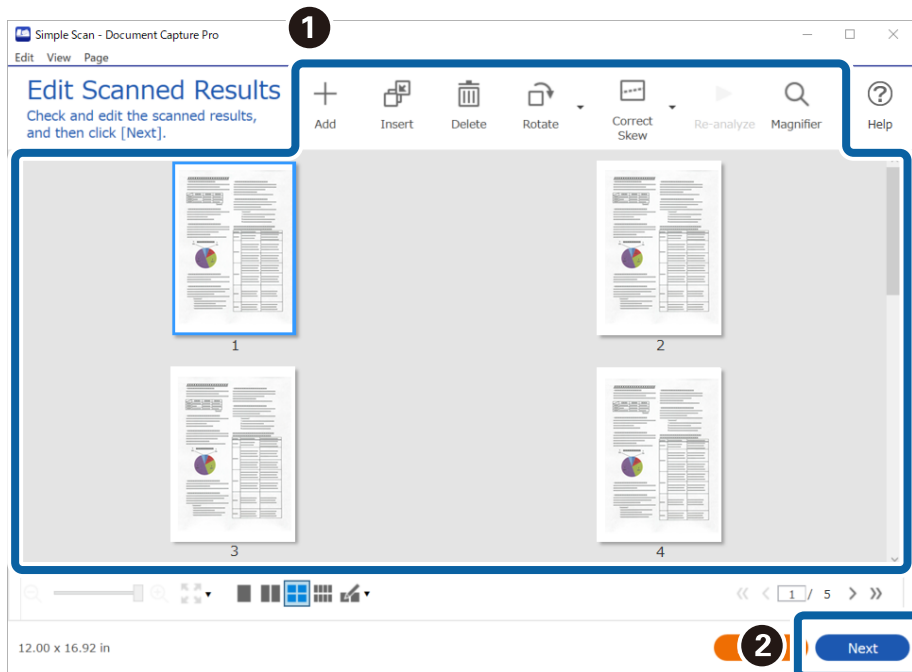 1
Simple Scan - Document Capture Pro
Edit View Page
Edit Scanned Results
Check and edit the scanned results,
and then click [Next].
Add
Insert
Delete
Rotate
Correct
Skew
Re-analyze
Magnifier
Help
1
2
3
4
1 / 5
12.00 x 16.92 in
2
Next